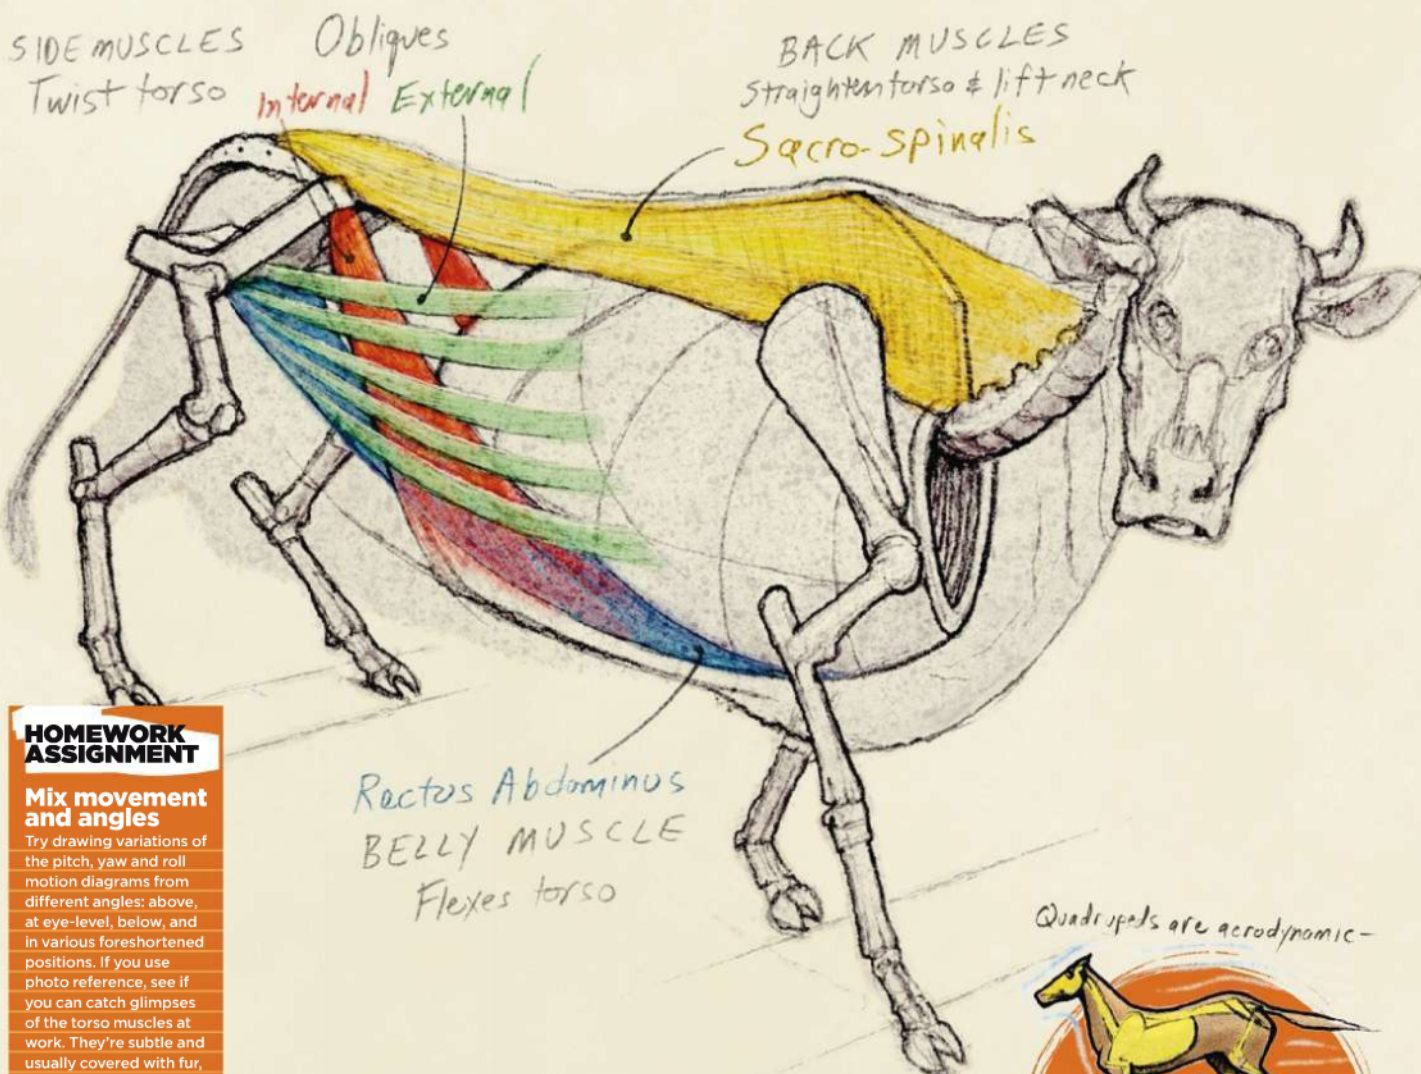 SIDE MUSCLES
Twist torso
Obliques
Internal External
BACK MUSCLES
Straighten torso & lift neck
Sacro-spinalis
Rectus Abdominus
BELLY MUSCLE
Flexes torso
HOMEWORK
ASSIGNMENT
Mix movement
and angles
Try drawing variations of
the pitch, yaw and roll
motion diagrams from
different angles: above,
at eye-level, below, and
in various foreshortened
positions. If you use
photo reference, see if
you can catch glimpses
of the torso muscles at
work. They're subtle and
usually covered with fur,
Quadrupeds are aerodynamic-